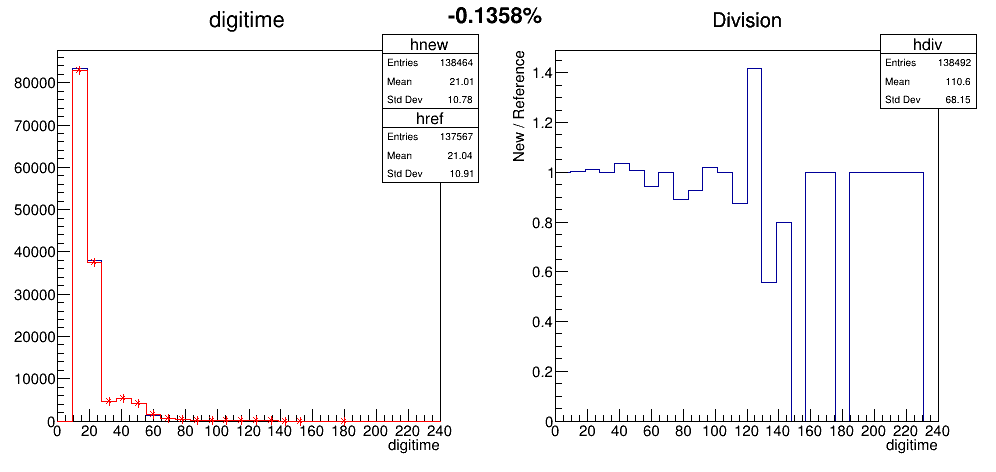 digitime
-0.1358%
Division
hnew
Entries 138464
Mean 21.01
Std Dev 10.78
href
Entries 137567
Mean 21.04
Std Dev 10.91
80000
70000
60000
50000
40000
30000
20000
10000
0
0 20 40 60 80 100 120 140 160 180 200 220 240
digitime
hdiv
Entries 138492
Mean 110.6
Std Dev 68.15
New / Reference
1.4
1.2
1
0.8
0.6
0.4
0.2
0
0 20 40 60 80 100 120 140 160 180 200 220 240
digitime